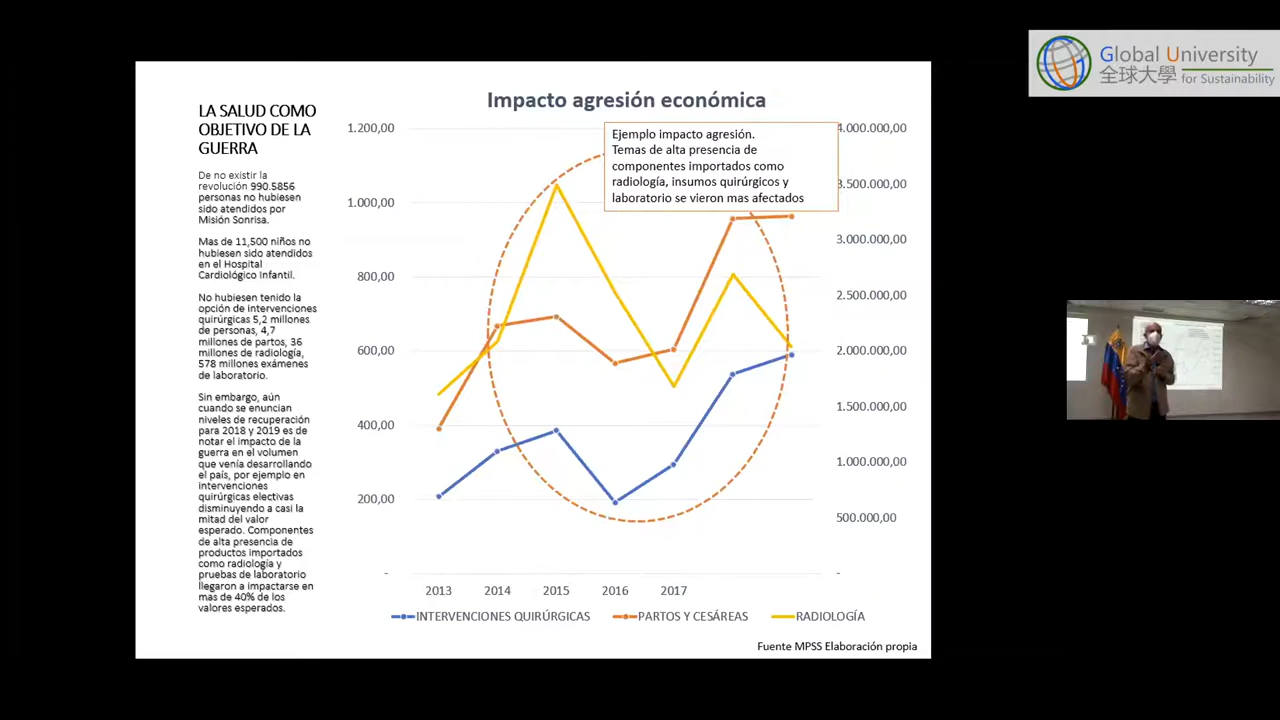 Global University
全球大學 for Sustainability
LA SALUD COMO
OBJETIVO DE LA
GUERRA
De no existir la
revolución 990.5856
personas no hubiesen
sido atendidos por
Misión Sonrisa.
Mas de 11,500 niños no
hubiesen sido atendidos
en el Hospital
Cardiológico Infantil.
No hubiesen tenido la
opción de intervenciones
quirúrgicas 5,2 millones
de personas, 4,7
millones de partos, 36
millones de radiología,
578 millones exámenes
de laboratorio.
Sin embargo, aún
cuando se enuncian
niveles de recuperación
para 2018 y 2019 es de
notar el impacto de la
guerra en el volumen
que venía desarrollando
el país, por ejemplo en
intervenciones
quirúrgicas electivas
disminuyendo a casi la
mitad del valor
esperado. Componentes
de alta presencia de
productos importados
como radiología y
pruebas de laboratorio
llegaron a impactarse en
mas de 40% de los
valores esperados.
Impacto agresión económica
Ejemplo impacto agresión.
Temas de alta presencia de
componentes importados como
radiología, insumos quirúrgicos y
laboratorio se vieron mas afectados
1.200,00
1.000,00
800,00
600,00
400,00
200,00
-
4.000.000,00
3.500.000,00
3.000.000,00
2.500.000,00
2.000.000,00
1.500.000,00
1.000.000,00
500.000,00
-
2013 2014 2015 2016 2017
INTERVENCIONES QUIRÚRGICAS PARTOS Y CESÁREAS RADIOLOGÍA
Fuente MPSS Elaboración propia